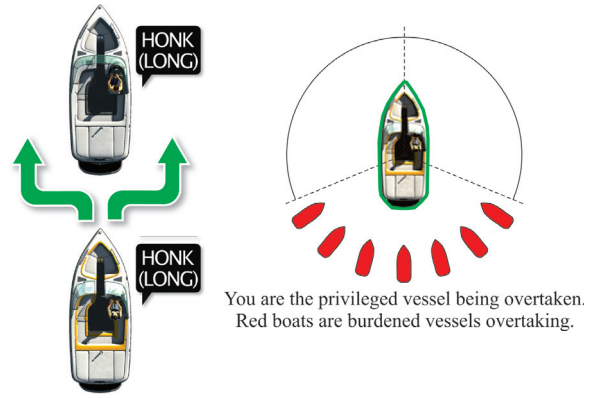 HONK
(LONG)
HONK
(LONG)
You are the privileged vessel being overtaken.
Red boats are burdened vessels overtaking.